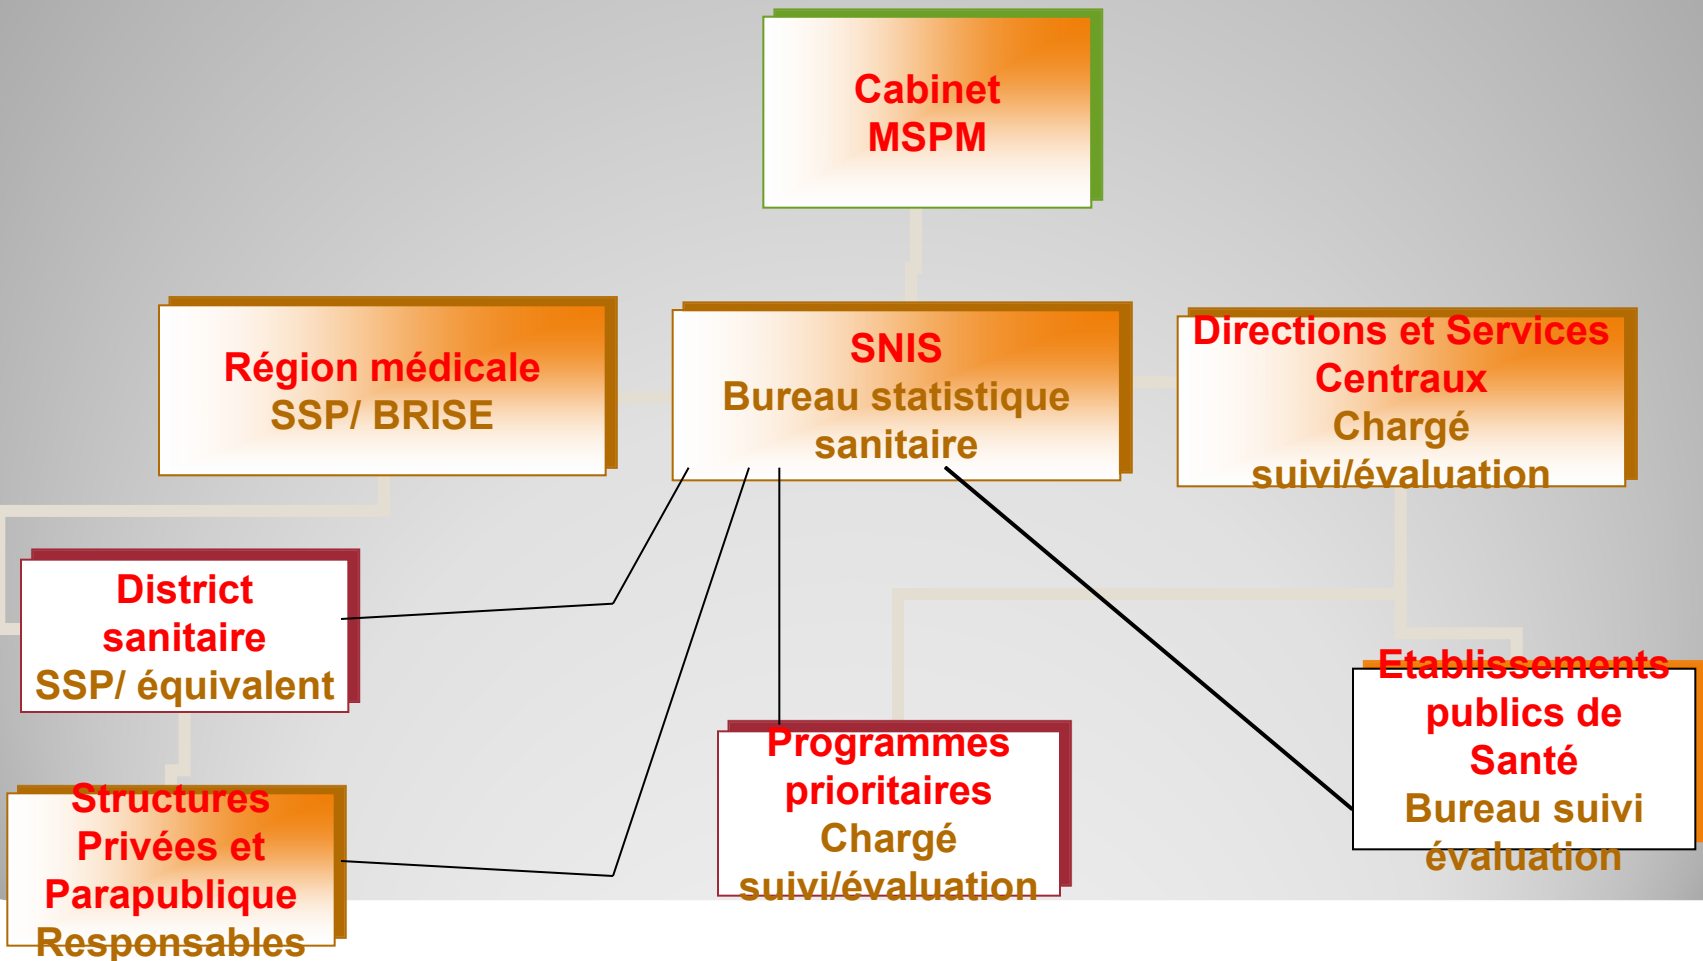 Cabinet
MSPM
Région médicale
SSP/ BRISE
SNIS
Bureau statistique
sanitaire
Directions et Services
Centraux
Chargé
suivi/évaluation
District
sanitaire
SSP/ équivalent
Structures
Privées et
Parapublique
Responsables
Programmes
prioritaires
Chargé
suivi/évaluation
Etablissements
publics de
Santé
Bureau suivi
évaluation